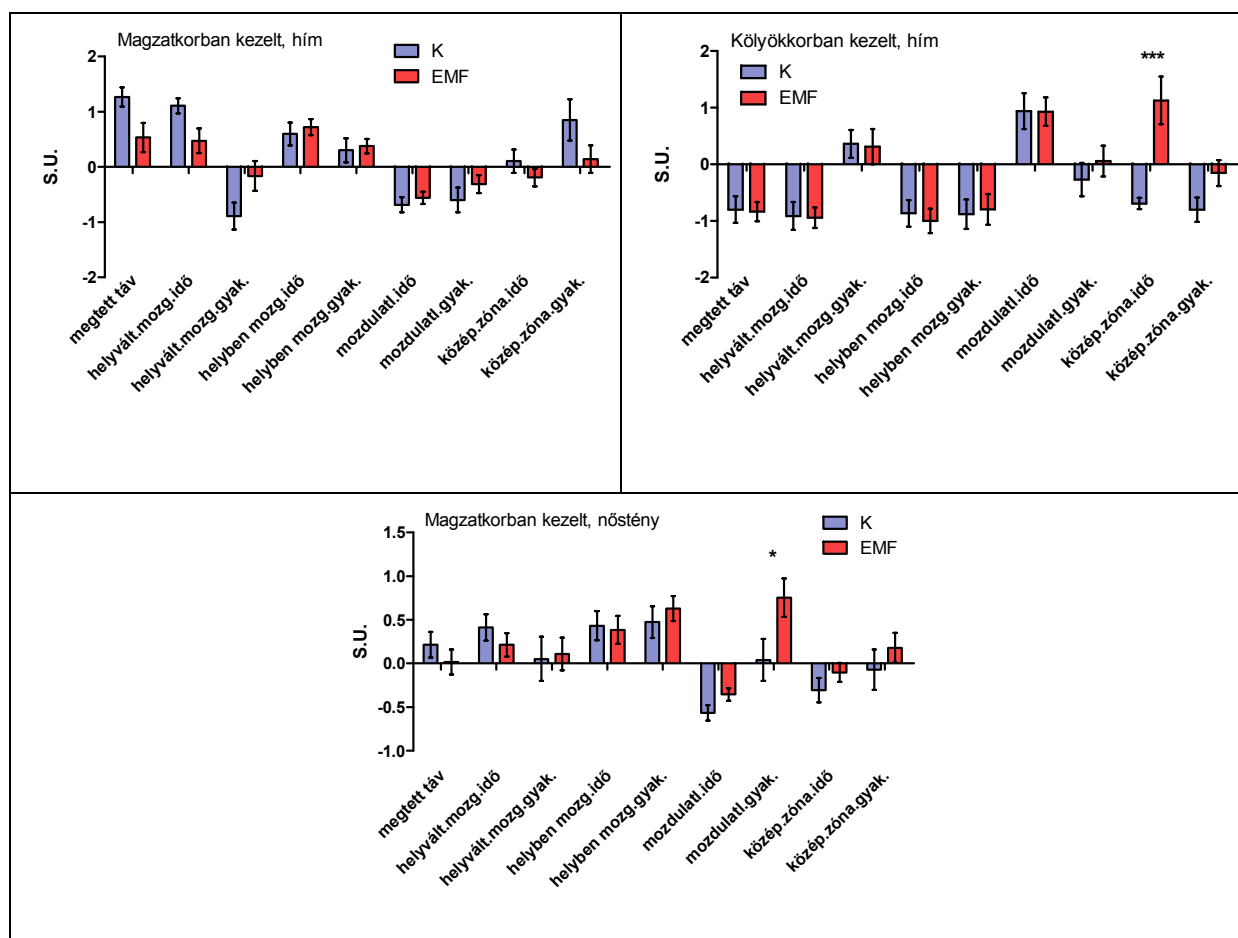 Magzatkorban kezelt, hím
K
EMF
2
1
0
-1
-2
S.U.
megtett táv
helyvált.mozg.idő
helyvált.mozg.gyak.
helyben mozg.idő
helyben mozg.gyak.
mozdulatl.idő
mozdulatl.gyak.
közép.zóna.idő
közép.zóna.gyak.
Kölyökkorban kezelt, hím
K
EMF
***
2
1
0
-1
-2
S.U.
megtett táv
helyvált.mozg.idő
helyvált.mozg.gyak.
helyben mozg.idő
helyben mozg.gyak.
mozdulatl.idő
mozdulatl.gyak.
közép.zóna.idő
közép.zóna.gyak.
Magzatkorban kezelt, nőstény
K
EMF
*
1.5
1.0
0.5
0.0
-0.5
-1.0
S.U.
megtett táv
helyvált.mozg.idő
helyvált.mozg.gyak.
helyben mozg.idő
helyben mozg.gyak.
mozdulatl.idő
mozdulatl.gyak.
közép.zóna.idő
közép.zóna.gyak.